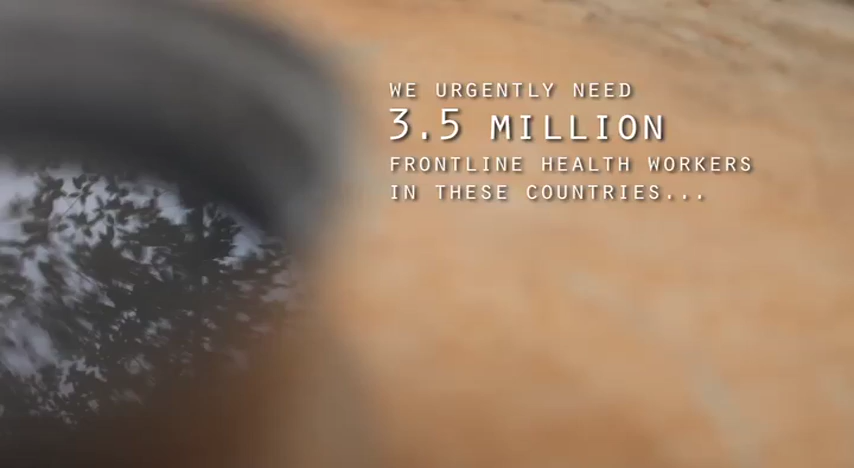 WE URGENTLY NEED
3.5 MILLION
FRONTLINE HEALTH WORKERS
IN THESE COUNTRIES...